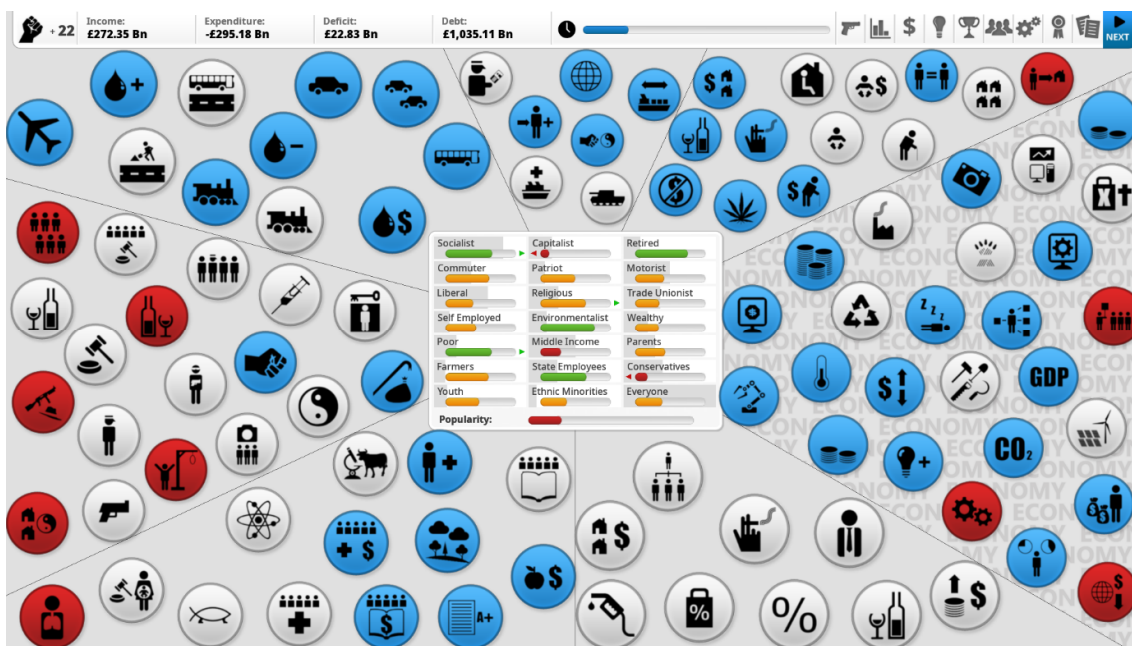 + 22
Income:
£272.35 Bn
Expenditure:
-£295.18 Bn
Deficit:
£22.83 Bn
Debt:
£1,035.11 Bn
NEXT
Socialist
Capitalist
Retired
Commuter
Patriot
Motorist
Liberal
Religious
Trade Unionist
Self Employed
Environmentalist
Wealthy
Poor
Middle Income
Parents
Farmers
State Employees
Conservatives
Youth
Ethnic Minorities
Everyone
Popularity:
ECONOMY
GDP
CO2
A+
zzz
%
%